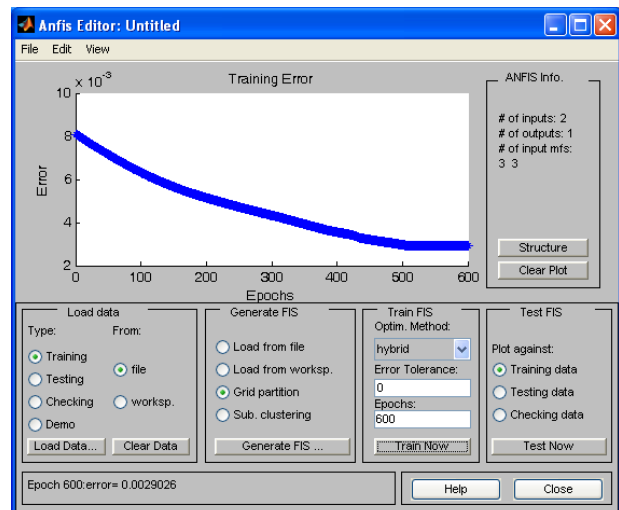 Anfis Editor: Untitled
File Edit View
x 10-3
Training Error
10
8
6
4
2
Error
0 100 200 300 400 500 600
Epochs
ANFIS Info.
# of inputs: 2
# of outputs: 1
# of input mfs:
3 3
Structure
Clear Plot
Load data
Type: From:
Training
Testing
Checking
Demo
file
worksp.
Load Data... Clear Data
Generate FIS
Load from file
Load from worksp.
Grid partition
Sub. clustering
Generate FIS ...
Train FIS
Optim. Method:
hybrid
Error Tolerance:
0
Epochs:
600
Train Now
Test FIS
Plot against:
Training data
Testing data
Checking data
Test Now
Epoch 600:error= 0.0029026
Help Close